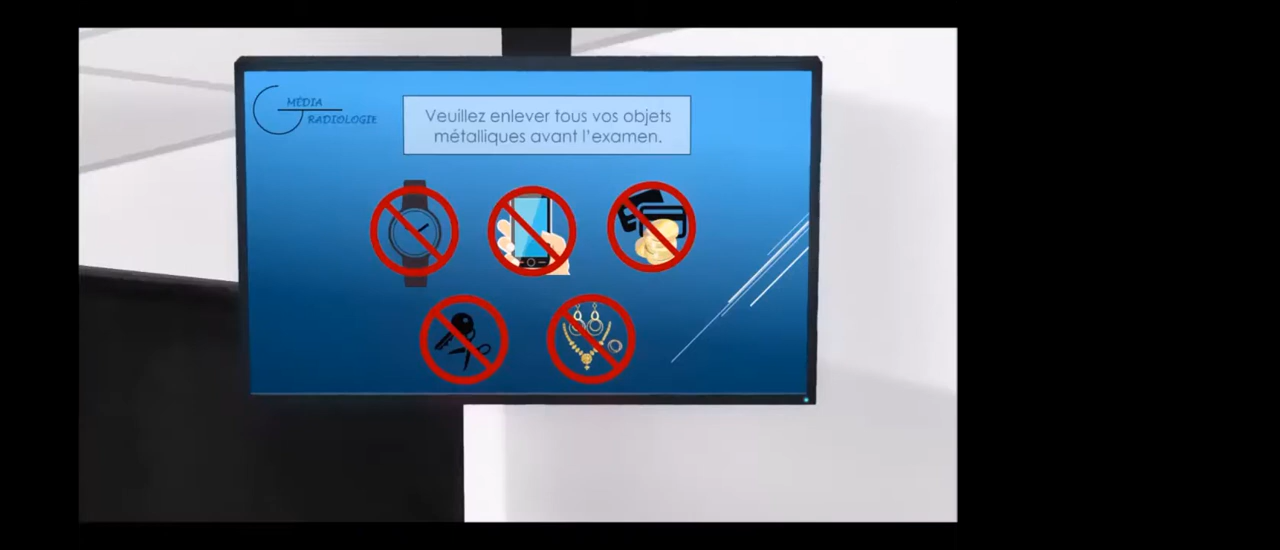 MÉDIA
RADIOLOGIE
Veuillez enlever tous vos objets
métalliques avant l'examen.